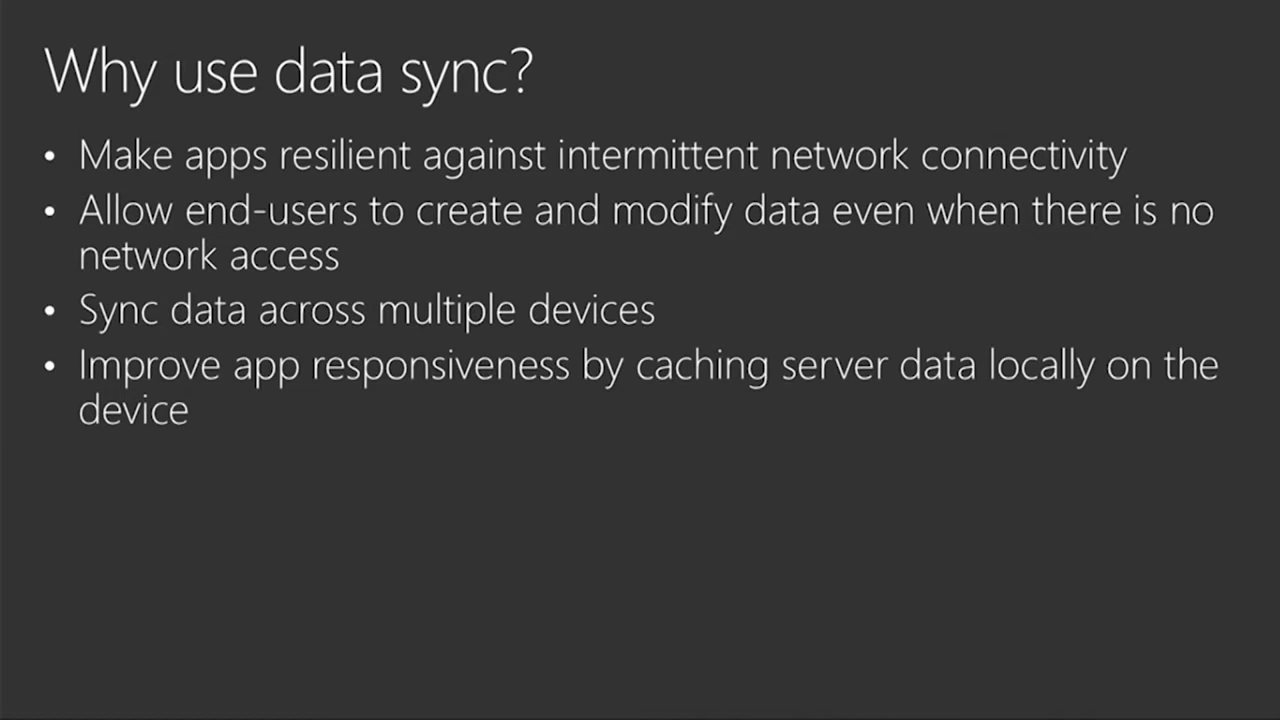 Why use data sync?
• Make apps resilient against intermittent network connectivity
• Allow end-users to create and modify data even when there is no
network access
• Sync data across multiple devices
• Improve app responsiveness by caching server data locally on the
device